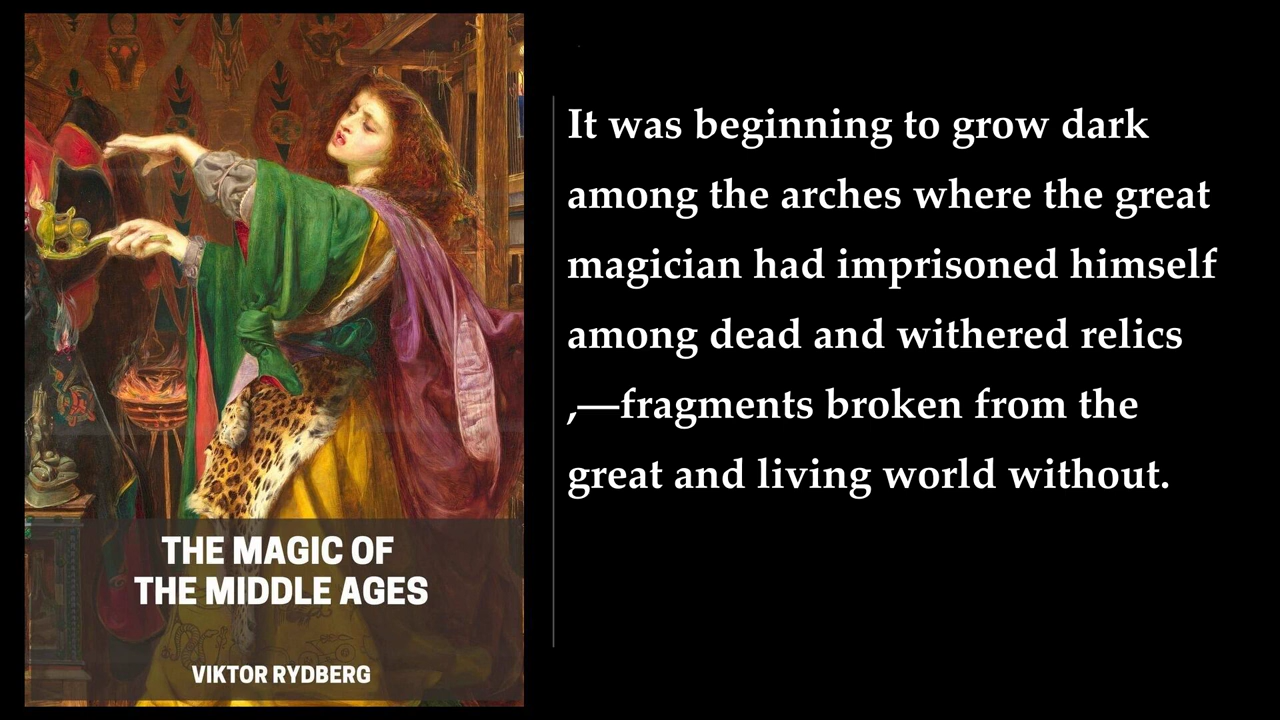 THE MAGIC OF
THE MIDDLE AGES
VIKTOR RYDBERG
It was beginning to grow dark
among the arches where the great
magician had imprisoned himself
among dead and withered relics
,—fragments broken from the
great and living world without.